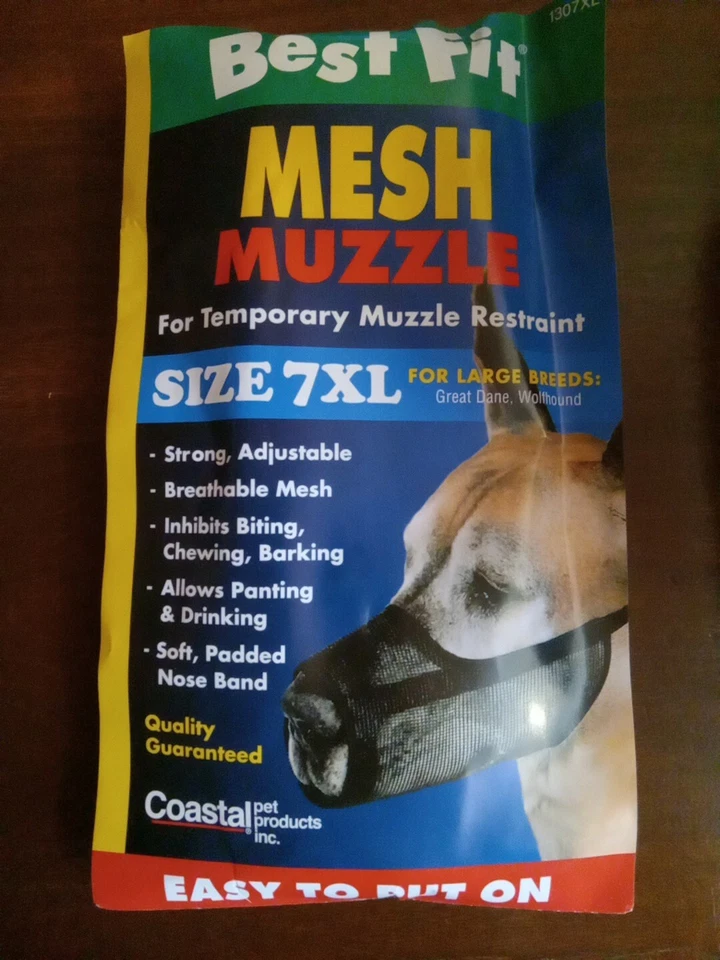 1307XL
Best Fit®
MESH
MUZZLE
For Temporary Muzzle Restraint
SIZE 7XL
FOR LARGE BREEDS:
Great Dane, Wolfhound
- Strong, Adjustable
- Breathable Mesh
- Inhibits Biting,
Chewing, Barking
- Allows Panting
& Drinking
- Soft, Padded
Nose Band
Quality
Guaranteed
Coastal®
pet
products
inc.
EASY TO PUT ON